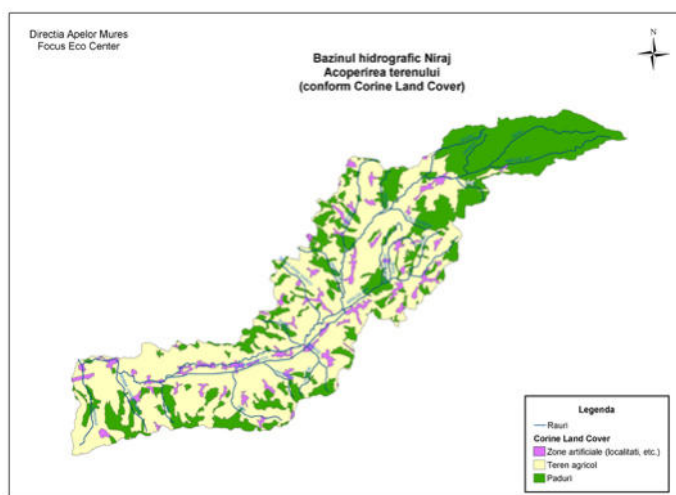 Directia Apelor Mures
Focus Eco Center
N
Bazinul hidrografic Niraj
Acoperirea terenului
(conform Corine Land Cover)
Legenda
Rauri
Corine Land Cover
Zone artificiale (localitati, etc.)
Teren agricol
Paduri